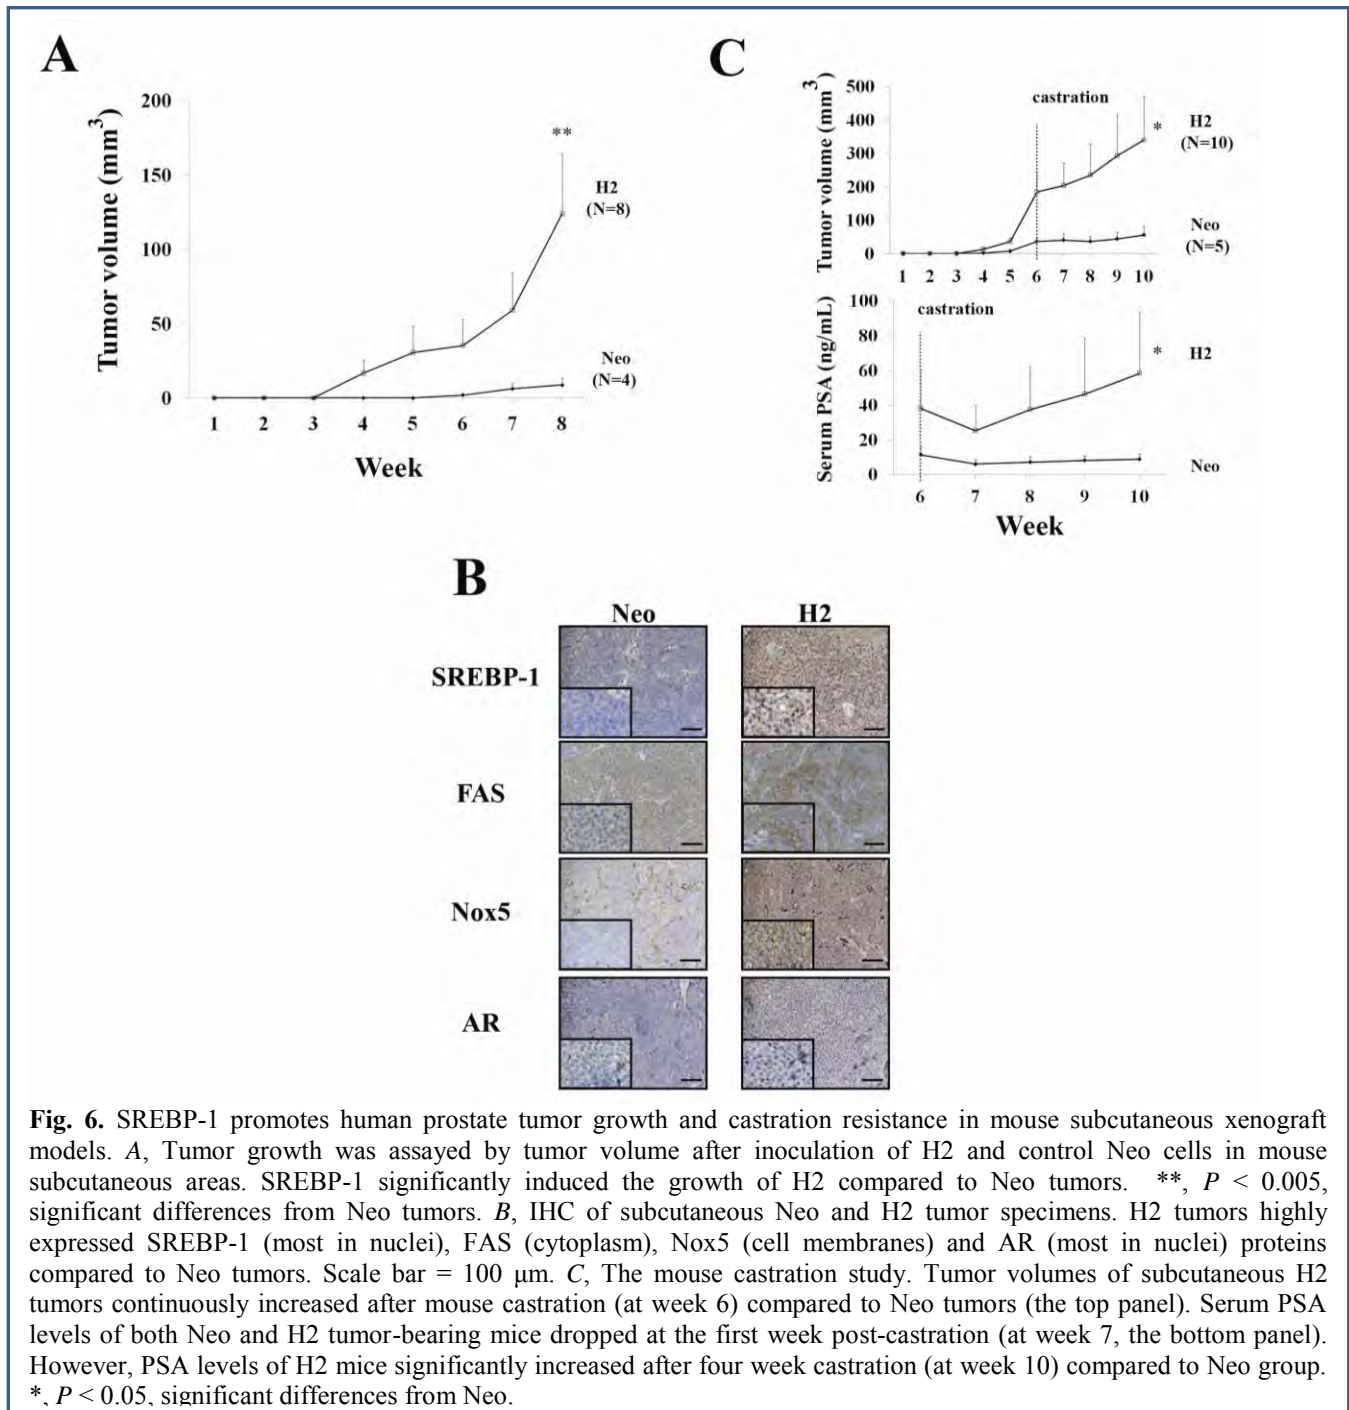 A
Tumor volume (mm3)
200
150
100
50
0
**
H2
(N=8)
Neo
(N=4)
1 2 3 4 5 6 7 8
Week
C
Tumor volume (mm3)
500
400
300
200
100
0
castration
*
H2
(N=10)
Neo
(N=5)
1 2 3 4 5 6 7 8 9 10
Serum PSA (ng/mL)
100
80
60
40
20
0
castration
*
H2
Neo
6 7 8 9 10
Week
B
Neo H2
SREBP-1
FAS
Nox5
AR
Fig. 6. SREBP-1 promotes human prostate tumor growth and castration resistance in mouse subcutaneous xenograft
models. A, Tumor growth was assayed by tumor volume after inoculation of H2 and control Neo cells in mouse
subcutaneous areas. SREBP-1 significantly induced the growth of H2 compared to Neo tumors. **, P < 0.005,
significant differences from Neo tumors. B, IHC of subcutaneous Neo and H2 tumor specimens. H2 tumors highly
expressed SREBP-1 (most in nuclei), FAS (cytoplasm), Nox5 (cell membranes) and AR (most in nuclei) proteins
compared to Neo tumors. Scale bar = 100 μm. C, The mouse castration study. Tumor volumes of subcutaneous H2
tumors continuously increased after mouse castration (at week 6) compared to Neo tumors (the top panel). Serum PSA
levels of both Neo and H2 tumor-bearing mice dropped at the first week post-castration (at week 7, the bottom panel).
However, PSA levels of H2 mice significantly increased after four week castration (at week 10) compared to Neo group.
*, P < 0.05, significant differences from Neo.